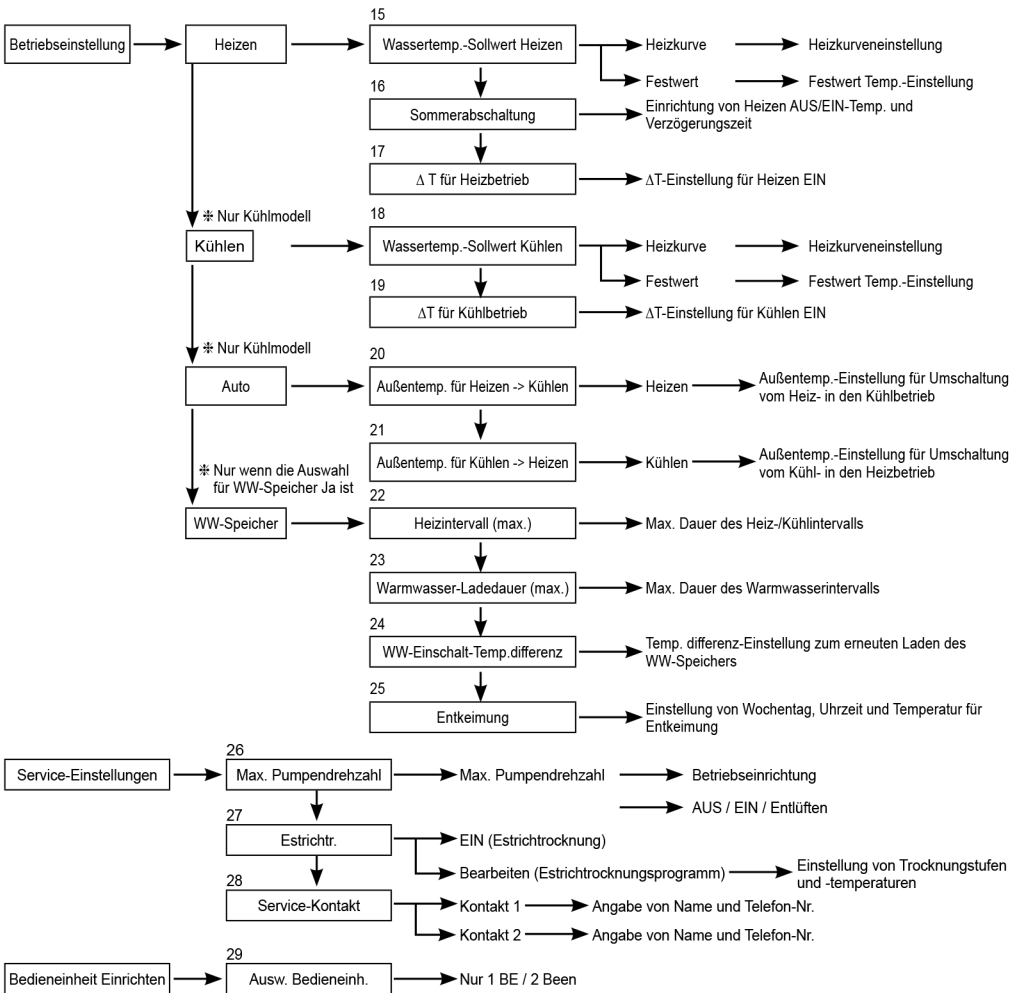 15
Betriebseinstellung
Heizen
Wassertemp.-Sollwert Heizen
Heizkurve
Heizkurveneinstellung
Festwert
Festwert Temp.-Einstellung
16
Sommerabschaltung
Einrichtung von Heizen AUS/EIN-Temp. und
Verzögerungszeit
17
Δ T für Heizbetrieb
ΔT-Einstellung für Heizen EIN
18
❉ Nur Kühlmodell
Kühlen
Wassertemp.-Sollwert Kühlen
Heizkurve
Heizkurveneinstellung
Festwert
Festwert Temp.-Einstellung
19
ΔT für Kühlbetrieb
ΔT-Einstellung für Kühlen EIN
❉ Nur Kühlmodell
20
Auto
Außentemp. für Heizen -> Kühlen
Heizen
Außentemp.-Einstellung für Umschaltung
vom Heiz- in den Kühlbetrieb
21
Außentemp. für Kühlen -> Heizen
Kühlen
Außentemp.-Einstellung für Umschaltung
vom Kühl- in den Heizbetrieb
❉ Nur wenn die Auswahl
für WW-Speicher Ja ist
22
WW-Speicher
Heizintervall (max.)
Max. Dauer des Heiz-/Kühlintervalls
23
Warmwasser-Ladedauer (max.)
Max. Dauer des Warmwasserintervalls
24
WW-Einschalt-Temp.differenz
Temp. differenz-Einstellung zum erneuten Laden des
WW-Speichers
25
Entkeimung
Einstellung von Wochentag, Uhrzeit und Temperatur für
Entkeimung
26
Service-Einstellungen
Max. Pumpendrehzahl
Max. Pumpendrehzahl
Betriebseinrichtung
AUS / EIN / Entlüften
27
Estrichtr.
EIN (Estrichtrocknung)
Bearbeiten (Estrichtrocknungsprogramm)
Einstellung von Trocknungstufen
und -temperaturen
28
Service-Kontakt
Kontakt 1
Angabe von Name und Telefon-Nr.
Kontakt 2
Angabe von Name und Telefon-Nr.
29
Bedieneinheit Einrichten
Ausw. Bedieneinh.
Nur 1 BE / 2 Been